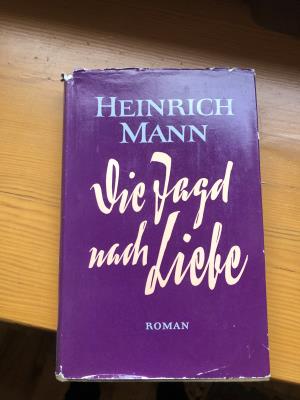 HEINRICH
MANN
Die Jagd
nach Liebe
ROMAN